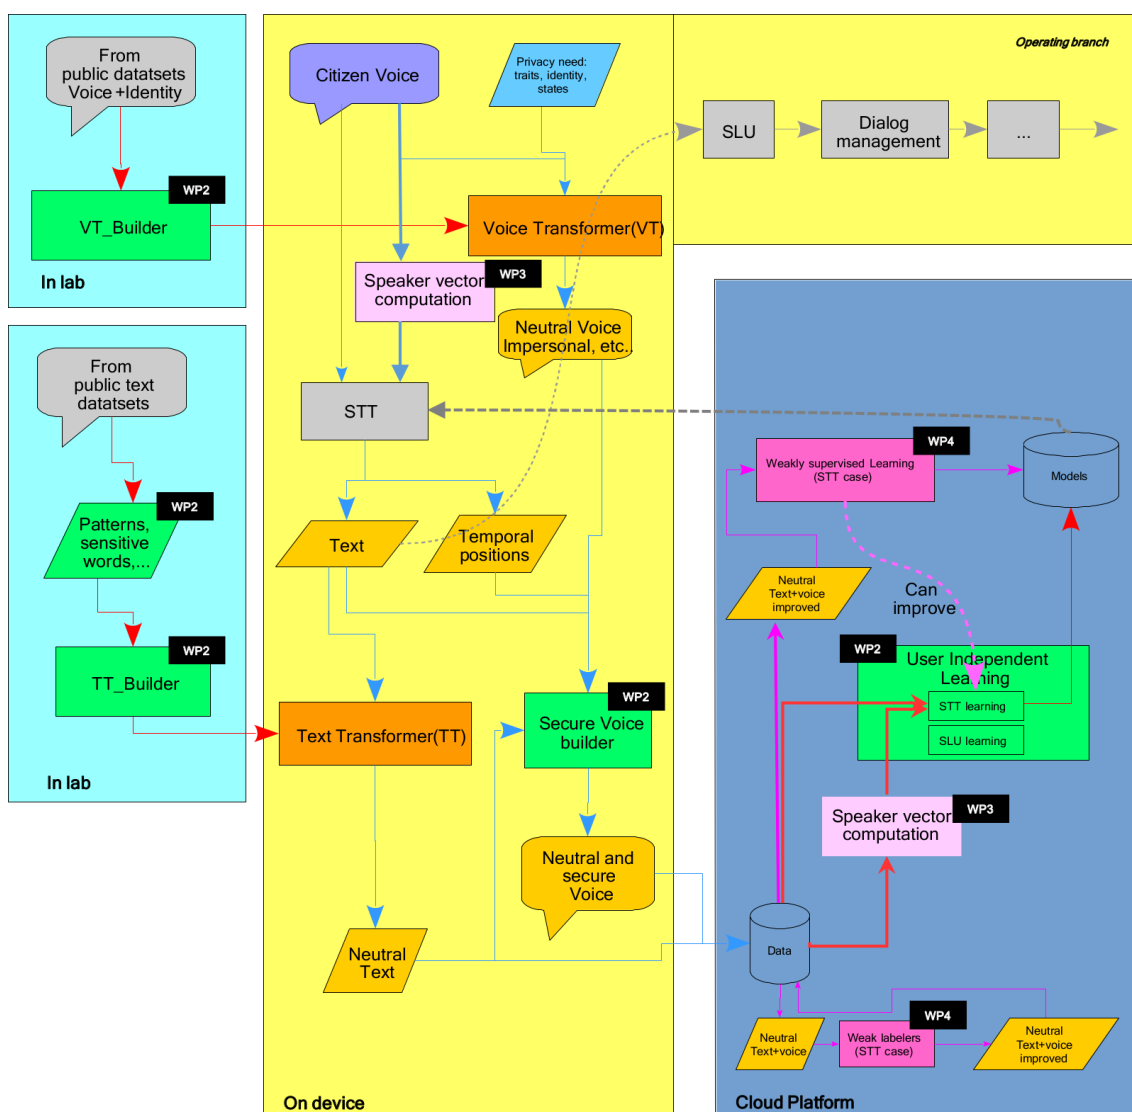 From
public datatsets
Voice +Identity
WP2
VT_Builder
In lab
From
public text
datatsets
WP2
Patterns,
sensitive
words,...
WP2
TT_Builder
In lab
Citizen Voice
Privacy need:
traits, identity,
states
Voice Transformer(VT)
WP3
Speaker vector
computation
Neutral Voice
Impersonal, etc..
STT
Text
Temporal
positions
Text Transformer(TT)
WP2
Secure Voice
builder
Neutral and
secure
Voice
Neutral
Text
On device
Operating branch
SLU
Dialog
management
...
WP4
Weakly supervised Learning
(STT case)
Models
Neutral
Text+voice
improved
Can
improve
WP2
User Independent
Learning
STT learning
SLU learning
WP3
Speaker vector
computation
Data
Neutral
Text+voice
WP4
Weak labelers
(STT case)
Neutral
Text+voice
improved
Cloud Platform